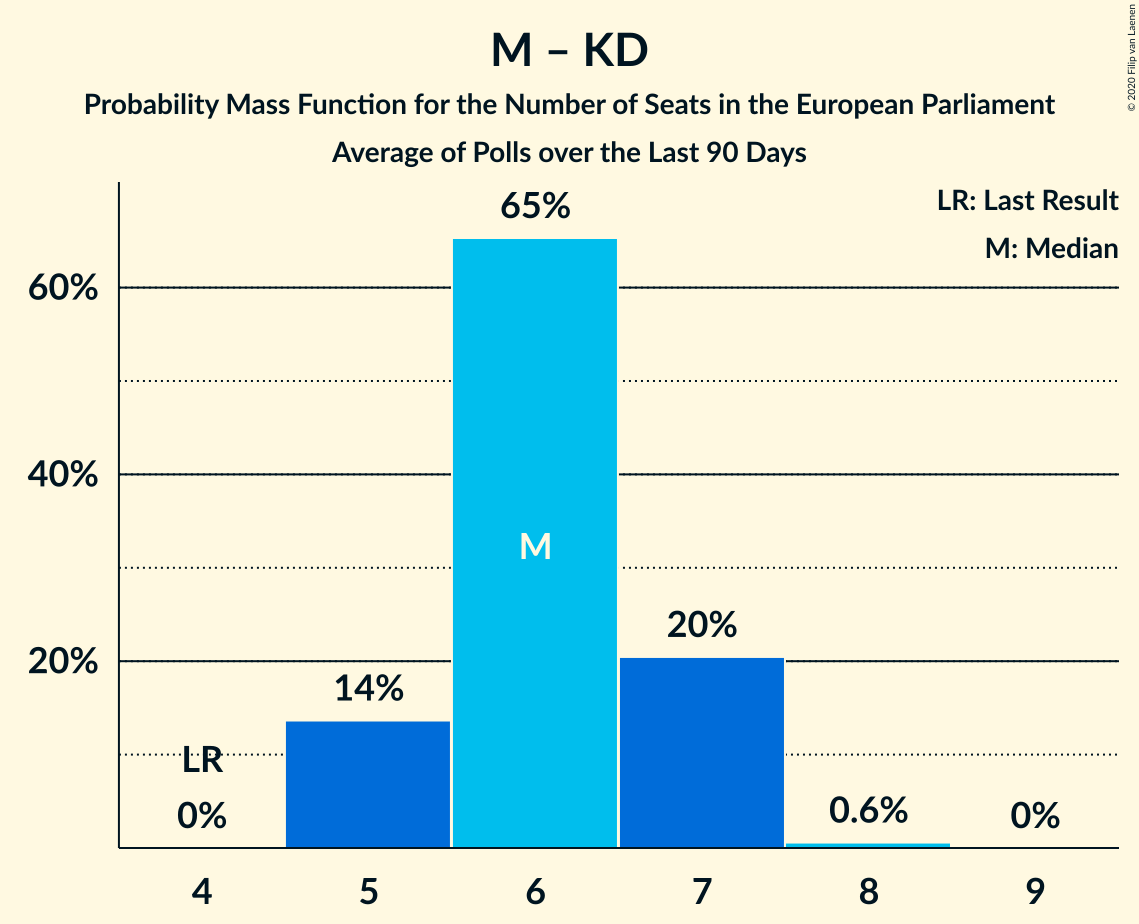 M – KD
Probability Mass Function for the Number of Seats in the European Parliament
Average of Polls over the Last 90 Days
© 2020 Filip van Laenen
LR: Last Result
M: Median
65%
60%
40%
M
20%
20%
14%
LR
0%
0.6%
0%
4 5 6 7 8 9